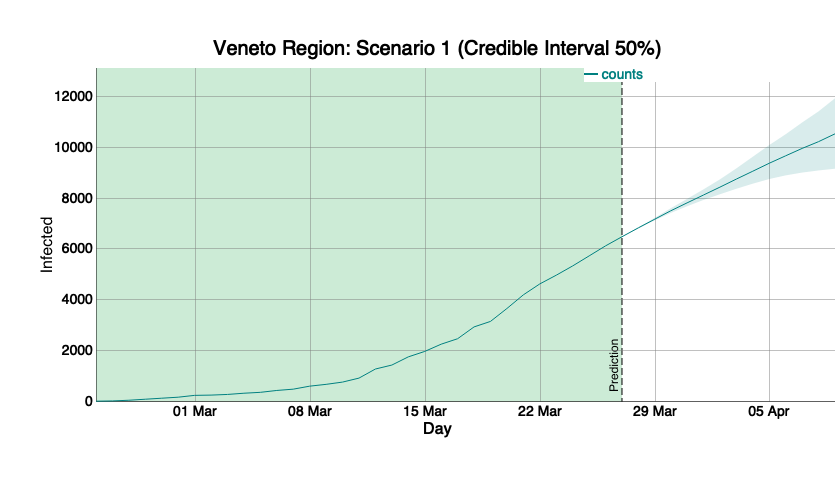 Veneto Region: Scenario 1 (Credible Interval 50%)
counts
12000
10000
8000
6000
4000
2000
0
Infected
Prediction
01 Mar
08 Mar
15 Mar
22 Mar
29 Mar
05 Apr
Day